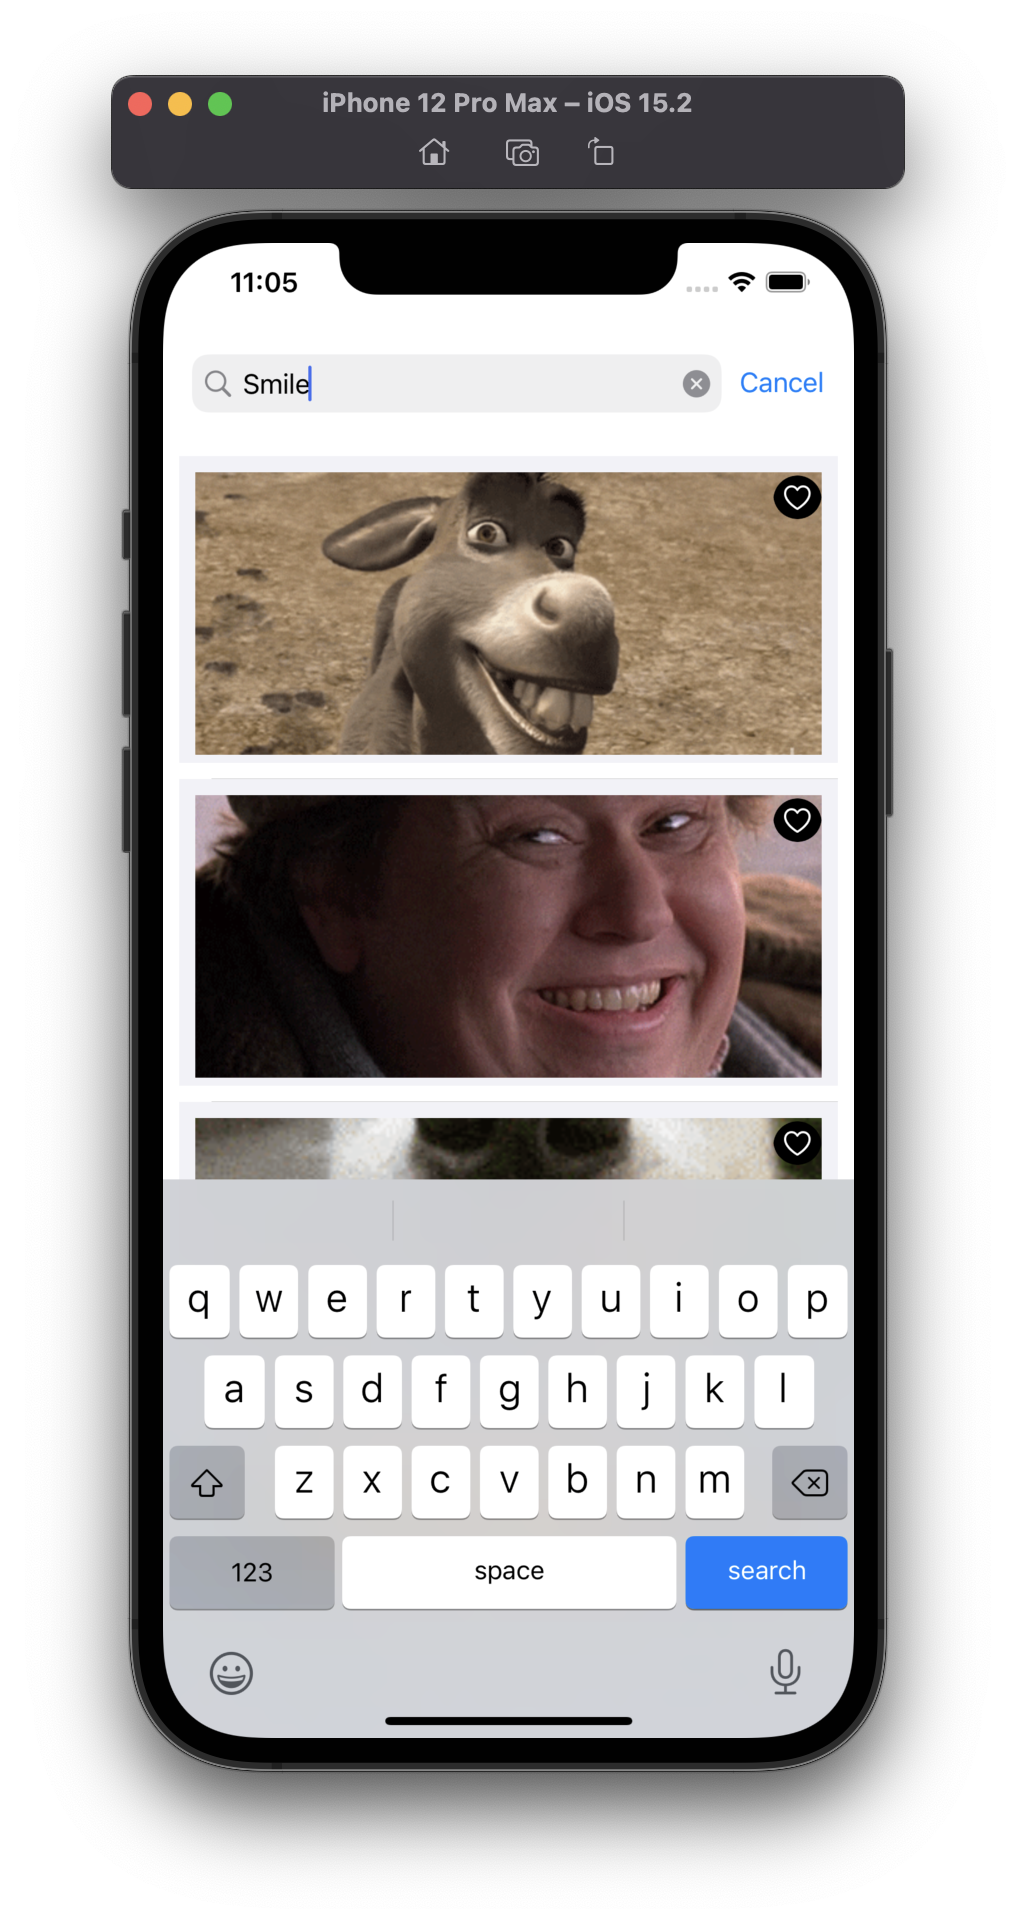 iPhone 12 Pro Max – iOS 15.2
11:05
Smile
Cancel
q w e r t y u i o p
a s d f g h j k l
z x c v b n m
123 space search